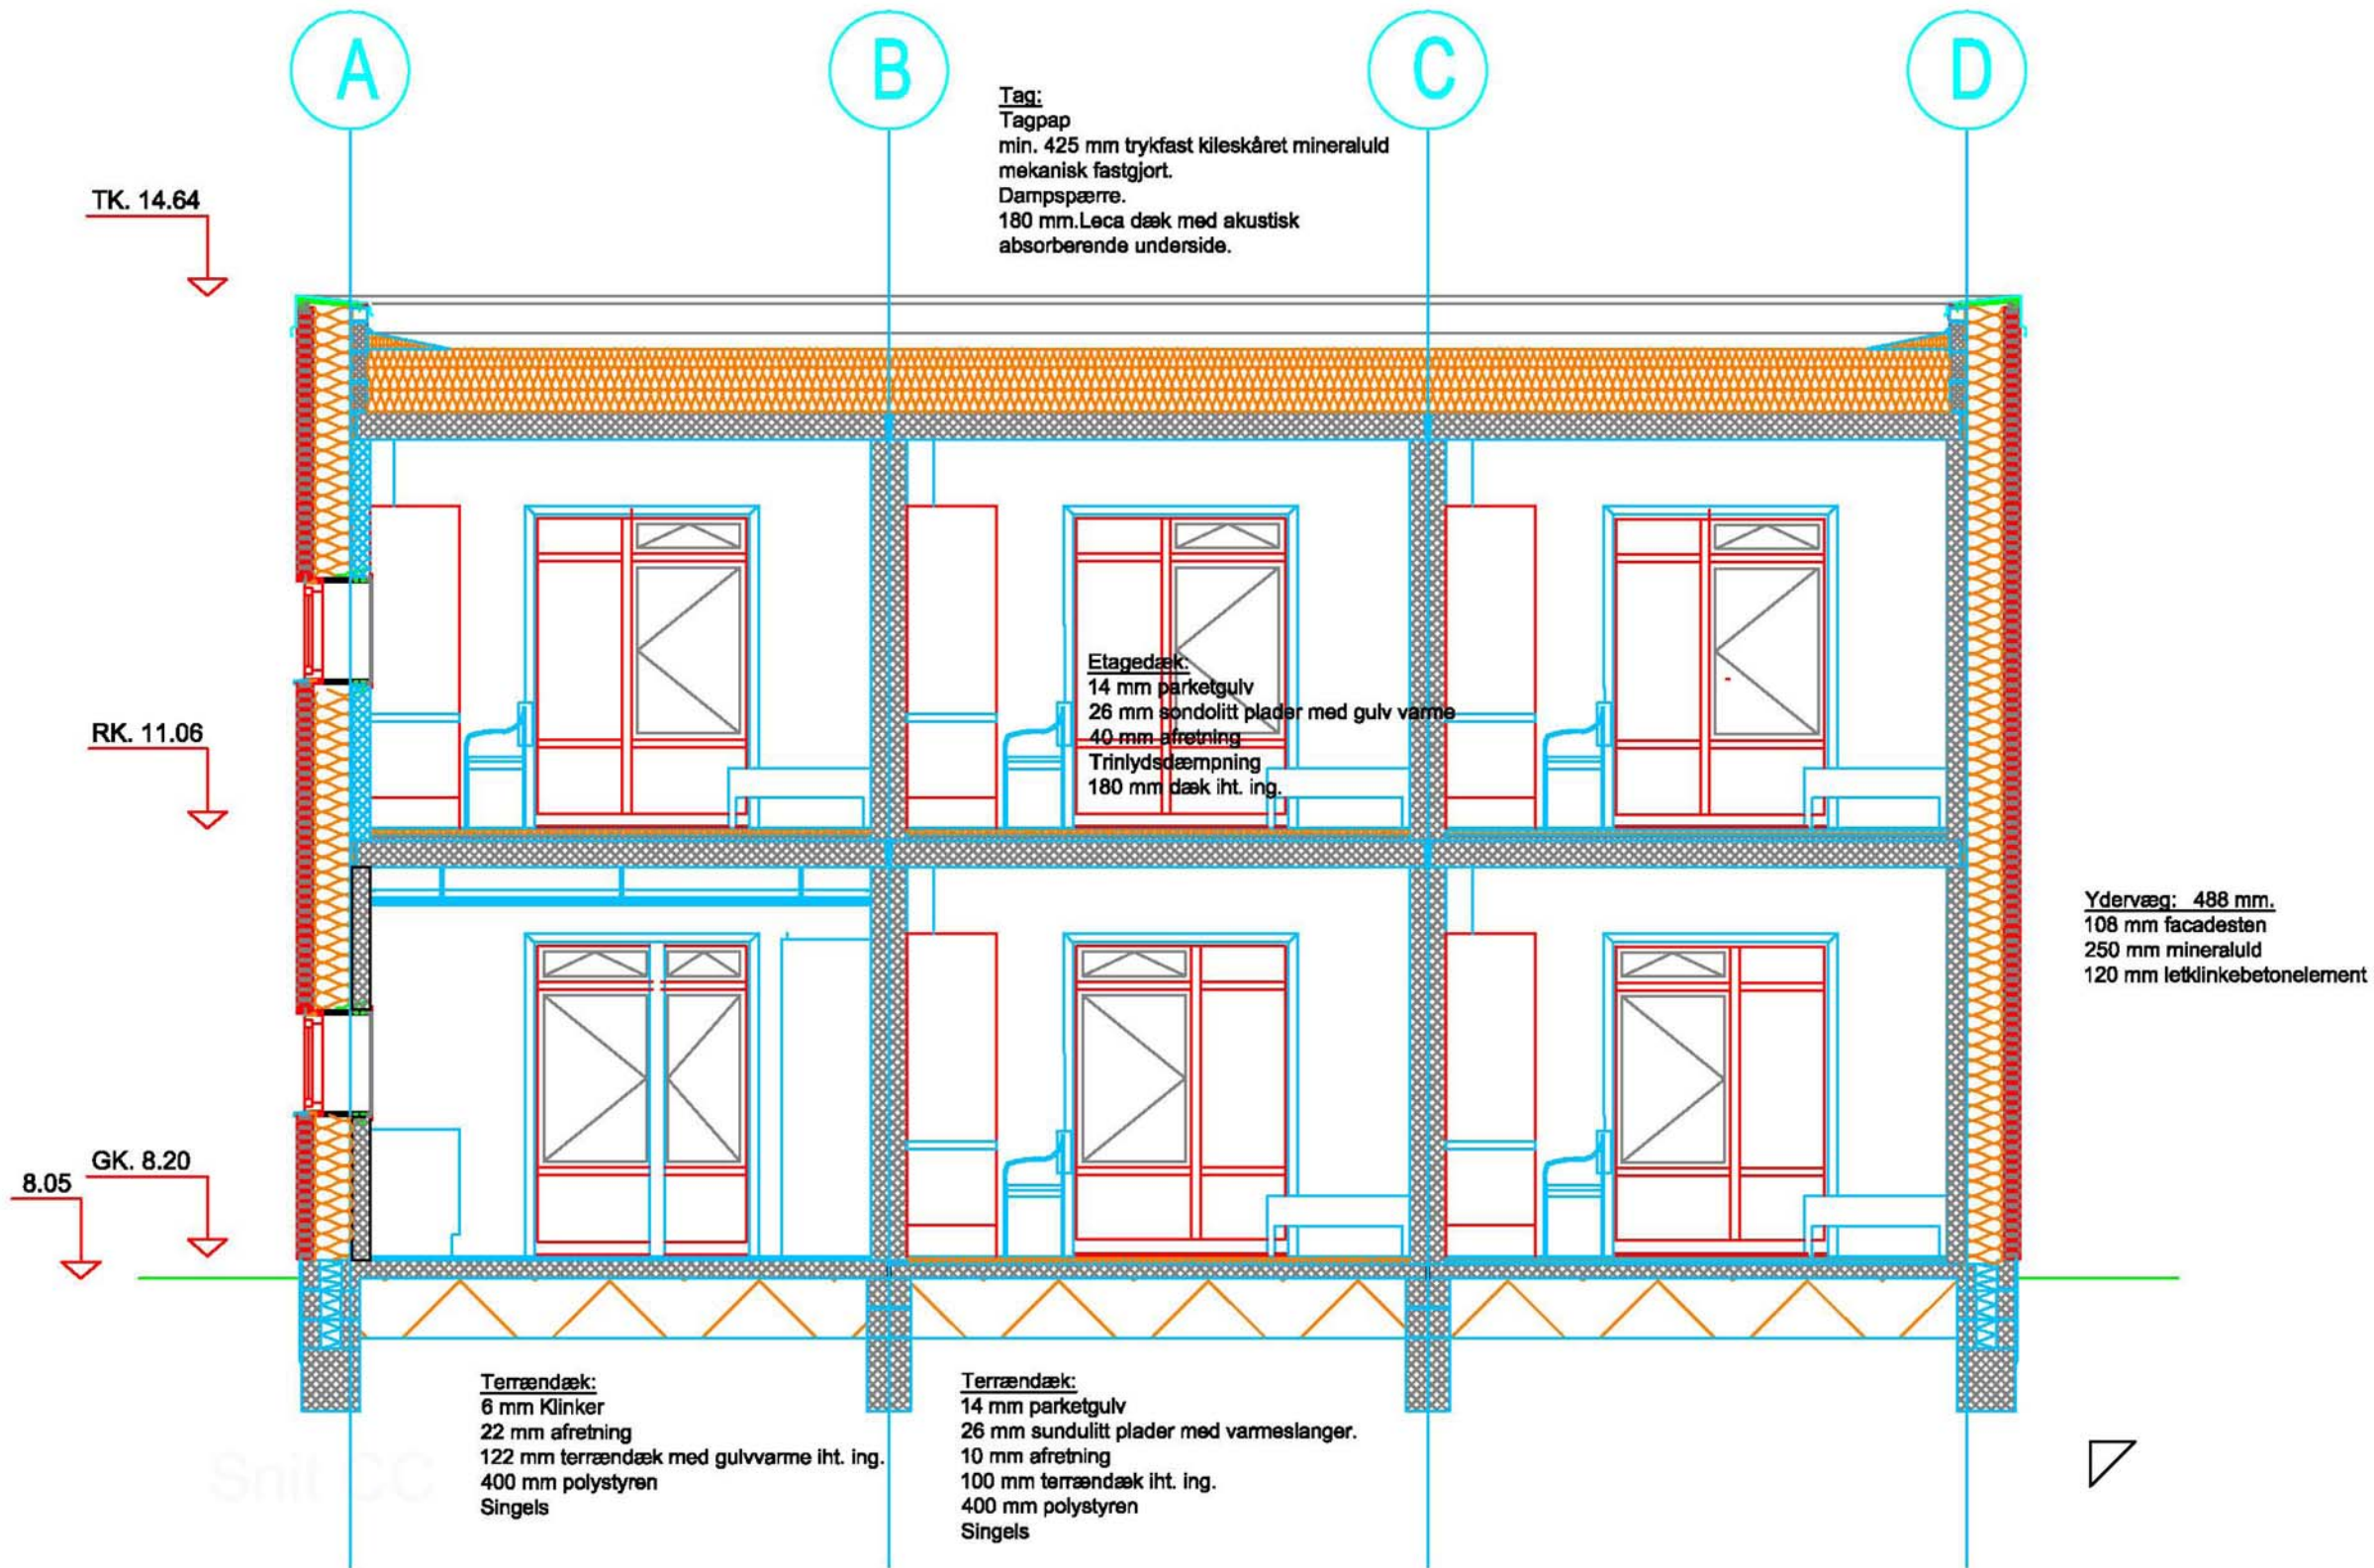 A
B
C
D
Tag:
Tagpap
min. 425 mm trykfast kileskåret mineraluld
mekanisk fastgjort.
Dampspærre.
180 mm.Leca dæk med akustisk
absorberende underside.
TK. 14.64
RK. 11.06
Etagedæk:
14 mm parketgulv
26 mm sondolitt plader med gulv varme
40 mm afretning
Trinlydsdæmpning
180 mm dæk iht. ing.
Ydervæg: 488 mm.
108 mm facadesten
250 mm mineraluld
120 mm letklinkebetonelement
GK. 8.20
8.05
Terrændæk:
6 mm Klinker
22 mm afretning
122 mm terrændæk med gulvvarme iht. ing.
400 mm polystyren
Singels
Terrændæk:
14 mm parketgulv
26 mm sundulitt plader med varmeslanger.
10 mm afretning
100 mm terrændæk iht. ing.
400 mm polystyren
Singels
Snit CC